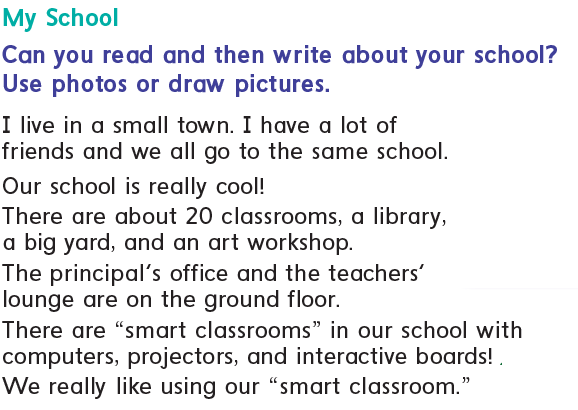 My School
Can you read and then write about your school?
Use photos or draw pictures.
I live in a small town. I have a lot of
friends and we all go to the same school.
Our school is really cool!
There are about 20 classrooms, a library,
a big yard, and an art workshop.
The principal’s office and the teachers’
lounge are on the ground floor.
There are “smart classrooms” in our school with
computers, projectors, and interactive boards! .
We really like using our “smart classroom.”